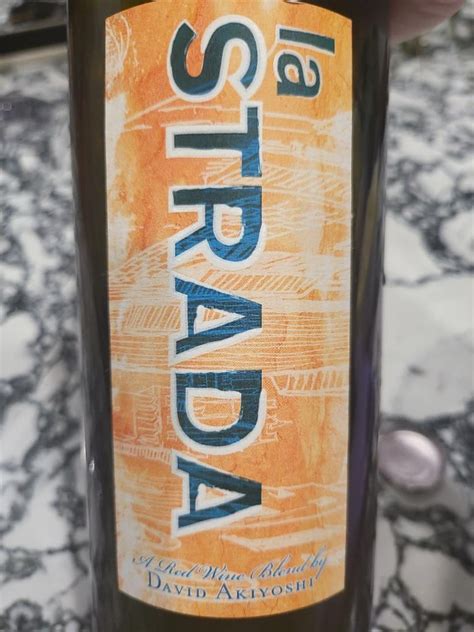 la
STRADA
A Red Wine Blend by
DAVID AKIYOSHI